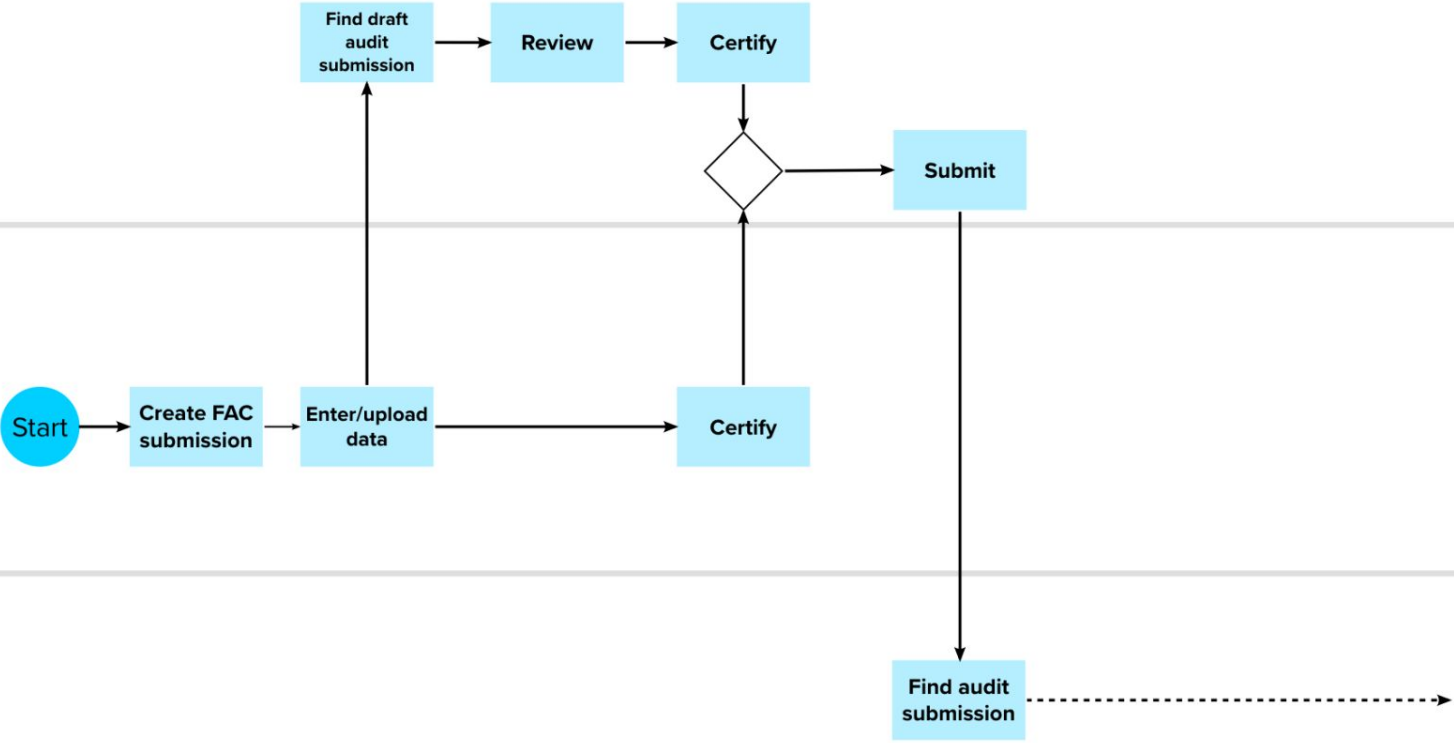 Find draft
audit
submission
Review
Certify
Submit
Start
Create FAC
submission
Enter/upload
data
Certify
Find audit
submission